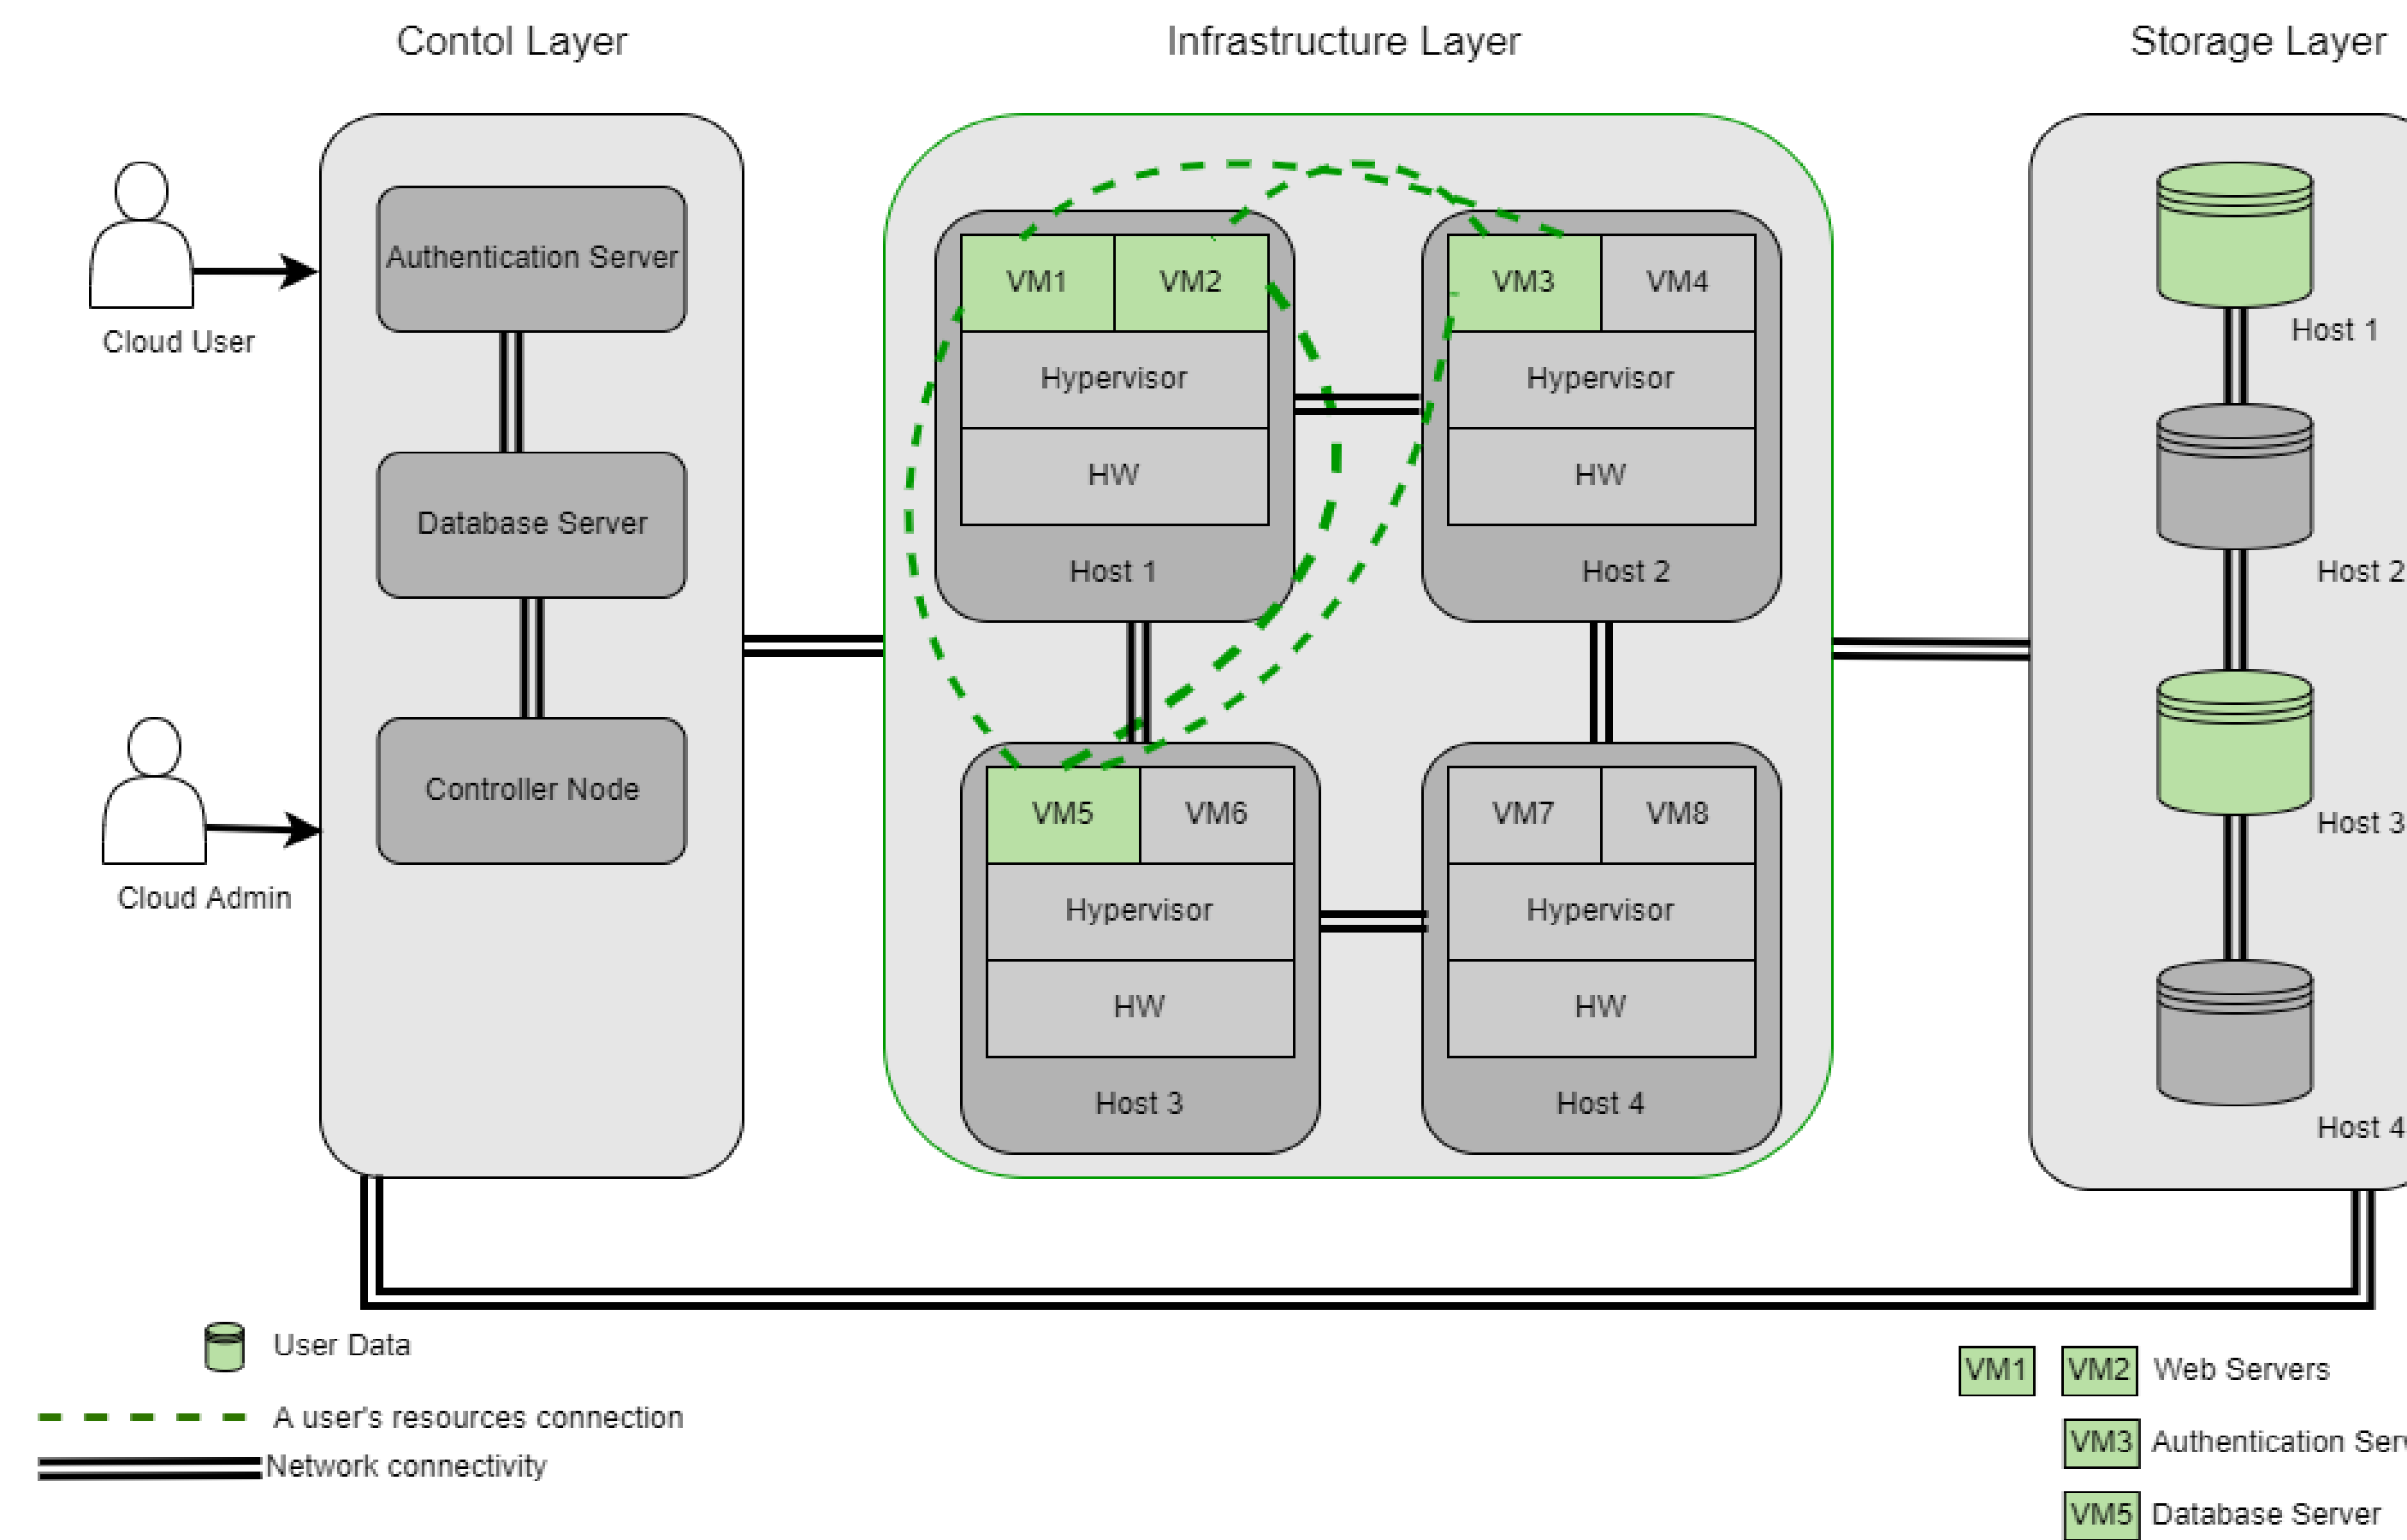 Contol Layer
Infrastructure Layer
Storage Layer
Authentication Server
Cloud User
Database Server
Controller Node
Cloud Admin
VM1
VM2
Hypervisor
HW
Host 1
VM3
VM4
Hypervisor
HW
Host 2
VM5
VM6
Hypervisor
HW
Host 3
VM7
VM8
Hypervisor
HW
Host 4
Host 1
Host 2
Host 3
Host 4
User Data
A user's resources connection
Network connectivity
VM1 VM2 Web Servers
VM3 Authentication
VM5 Database Server